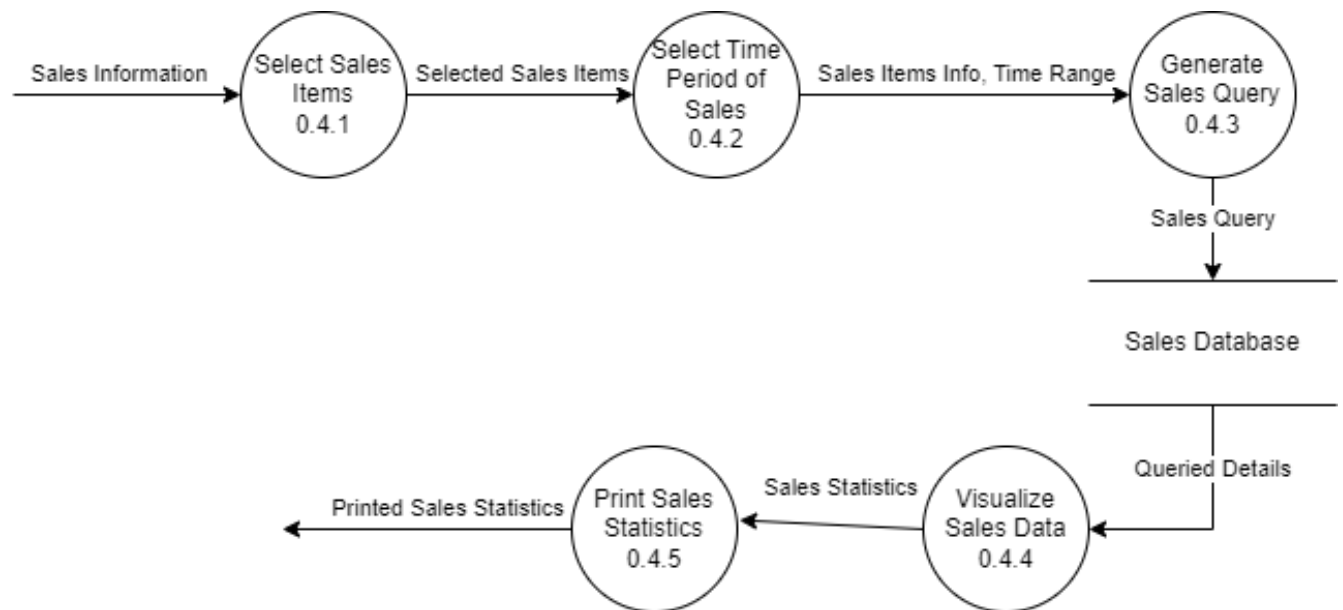 Sales Information
Select Sales
Items
0.4.1
Selected Sales Items
Select Time
Period of
Sales
0.4.2
Sales Items Info, Time Range
Generate
Sales Query
0.4.3
Sales Query
Sales Database
Queried Details
Visualize
Sales Data
0.4.4
Sales Statistics
Print Sales
Statistics
0.4.5
Printed Sales Statistics